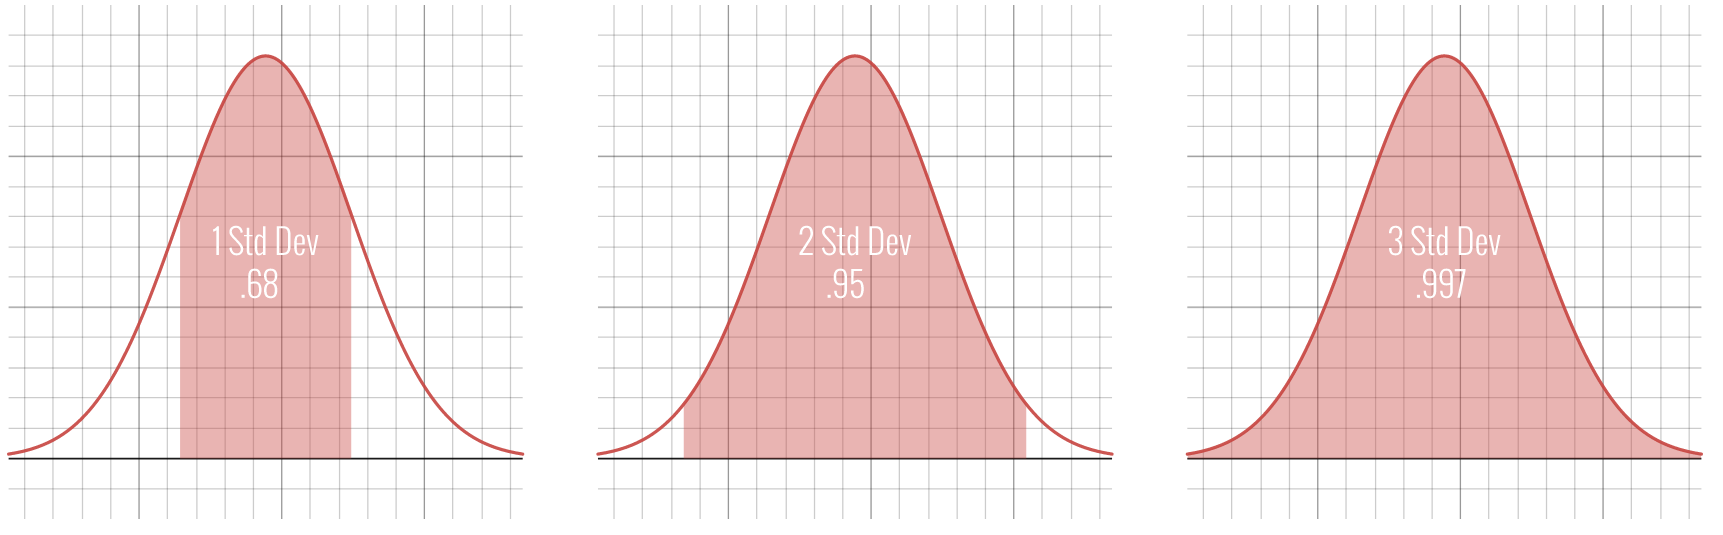 1 Std Dev
.68
2 Std Dev
.95
3 Std Dev
.997